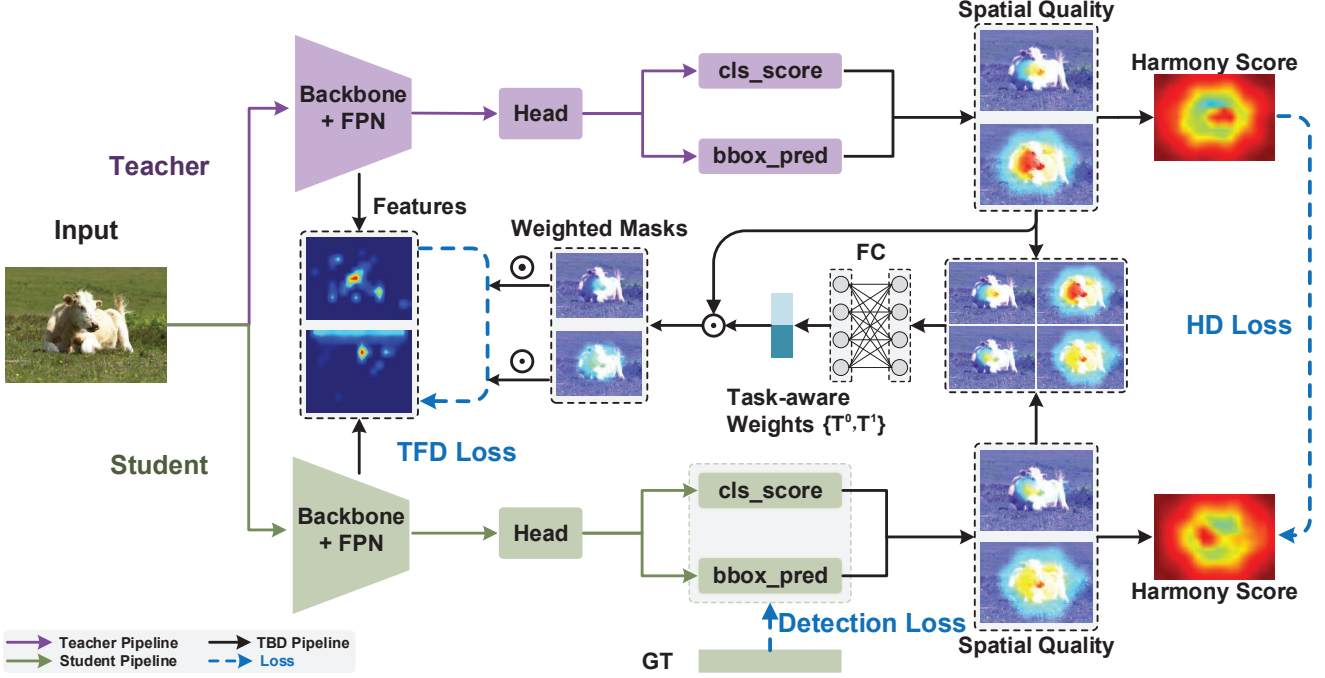 Spatial Quality
Harmony Score
Backbone
+ FPN
Head
cls_score
bbox_pred
Teacher
Features
Input
Weighted Masks
FC
HD Loss
Task-aware
Weights {T⁰,T¹}
TFD Loss
Student
Backbone
+ FPN
Head
cls_score
bbox_pred
Harmony Score
Detection Loss
Spatial Quality
GT
Teacher Pipeline
TBD Pipeline
Student Pipeline
Loss